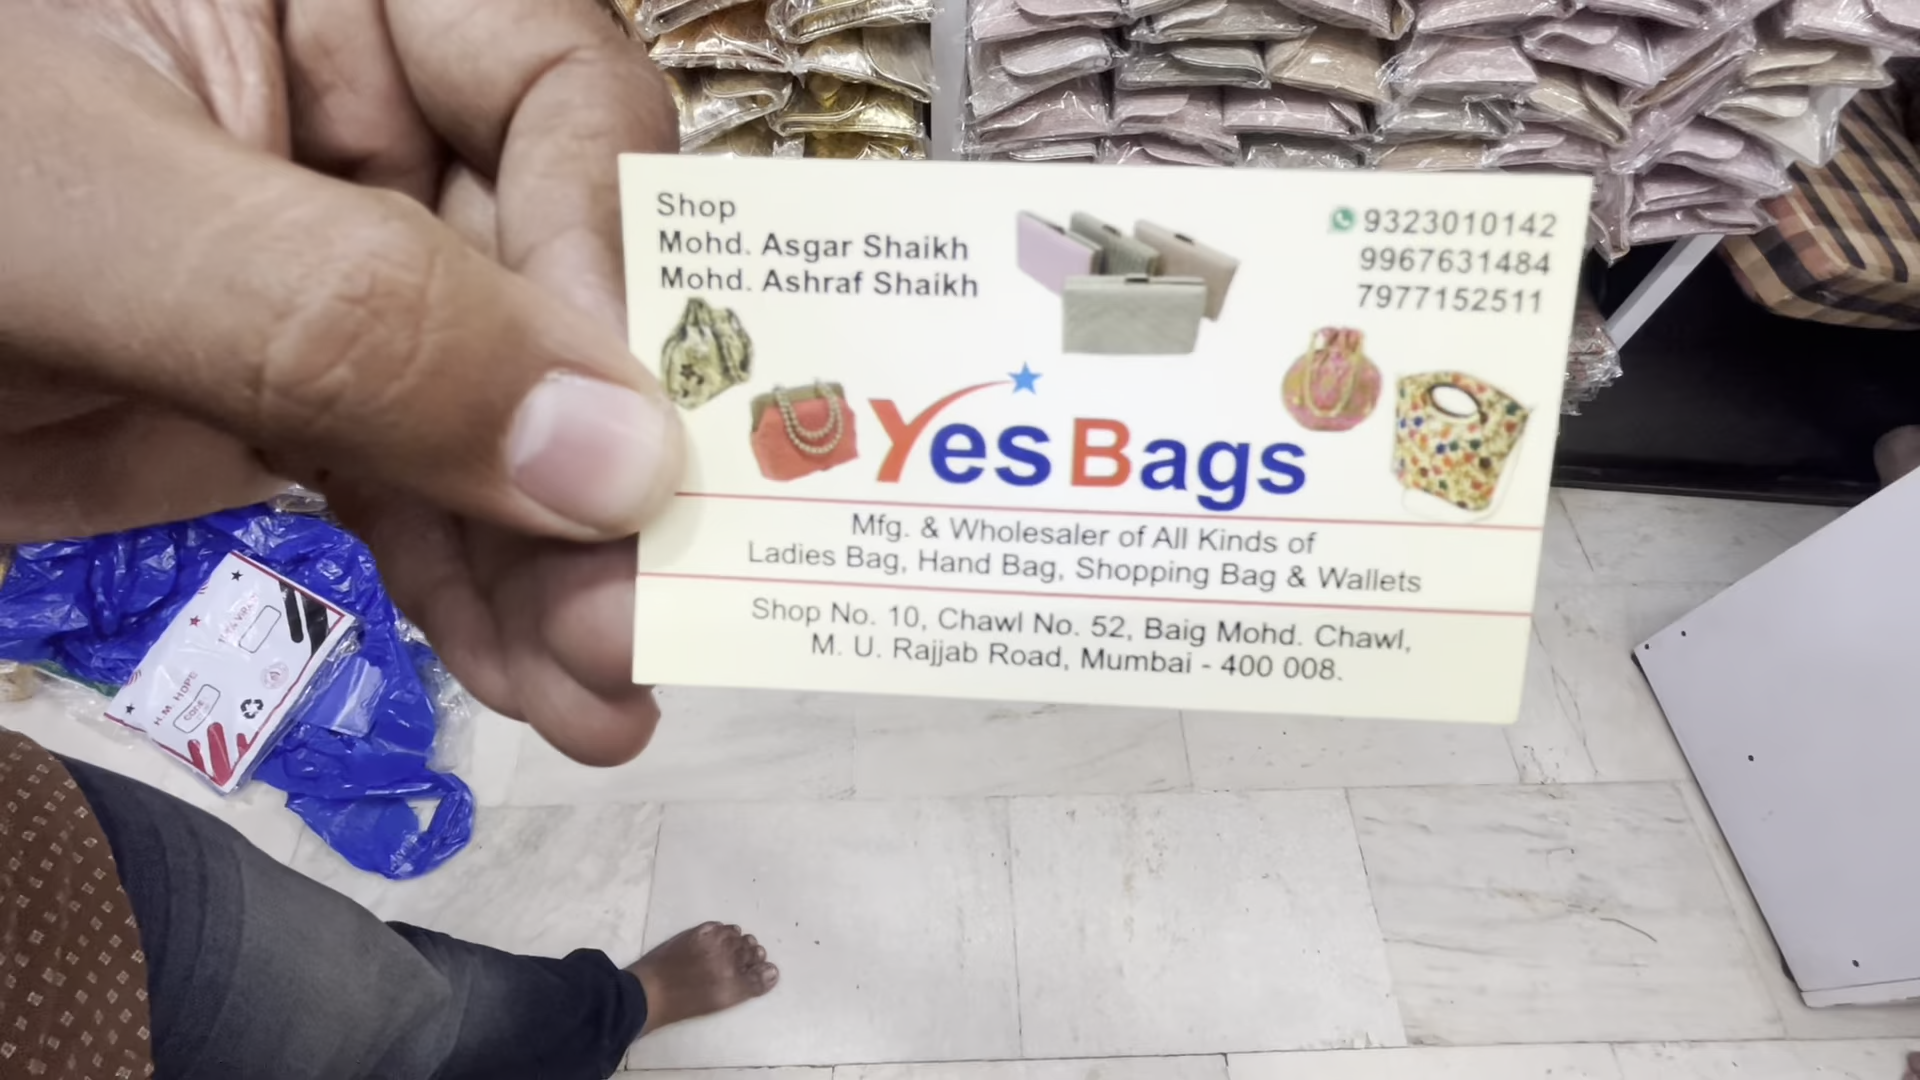 Shop
Mohd. Asgar Shaikh
Mohd. Ashraf Shaikh
9323010142
9967631484
7977152511
Yes Bags
Mfg. & Wholesaler of All Kinds of
Ladies Bag, Hand Bag, Shopping Bag & Wallets
Shop No. 10, Chawl No. 52, Baig Mohd. Chawl,
M. U. Rajjab Road, Mumbai - 400 008.
H.M. HOPE